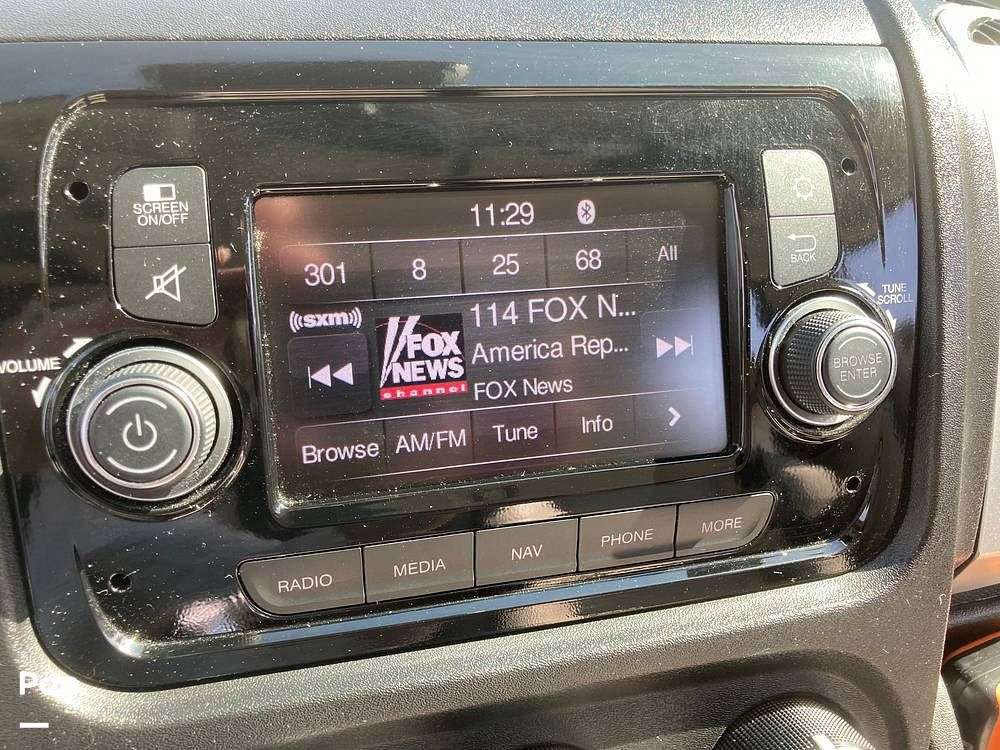 SCREEN
ON/OFF
VOLUME
11:29
301 8 25 68 All
((sxm))
FOX
NEWS
channel
114 FOX N...
America Rep...
FOX News
Browse AM/FM Tune Info
BACK
TUNE
SCROLL
BROWSE
ENTER
RADIO MEDIA NAV PHONE MORE